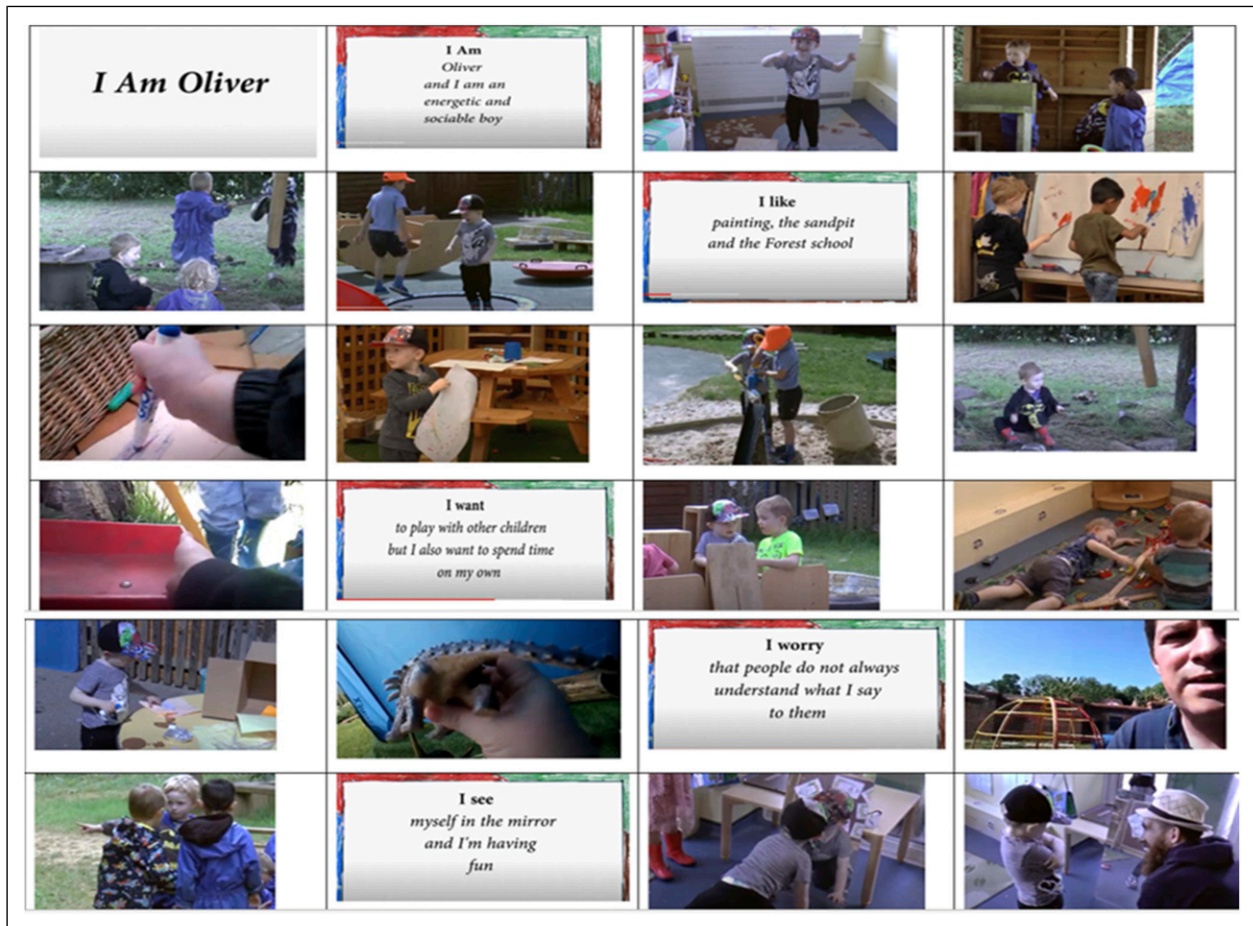 I Am Oliver
I Am
Oliver
and I am an
energetic and
sociable boy
I like
painting, the sandpit
and the Forest school
I want
to play with other children
but I also want to spend time
on my own
I worry
that people do not always
understand what I say
to them
I see
myself in the mirror
and I'm having
fun